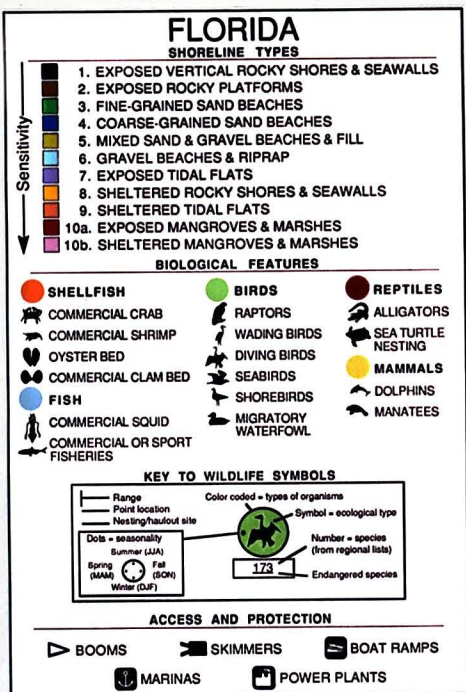 FLORIDA
SHORELINE TYPES
Sensitivity
1. EXPOSED VERTICAL ROCKY SHORES & SEAWALLS
2. EXPOSED ROCKY PLATFORMS
3. FINE-GRAINED SAND BEACHES
4. COARSE-GRAINED SAND BEACHES
5. MIXED SAND & GRAVEL BEACHES & FILL
6. GRAVEL BEACHES & RIPRAP
7. EXPOSED TIDAL FLATS
8. SHELTERED ROCKY SHORES & SEAWALLS
9. SHELTERED TIDAL FLATS
10a. EXPOSED MANGROVES & MARSHES
10b. SHELTERED MANGROVES & MARSHES
BIOLOGICAL FEATURES
SHELLFISH
COMMERCIAL CRAB
COMMERCIAL SHRIMP
OYSTER BED
COMMERCIAL CLAM BED
FISH
COMMERCIAL SQUID
COMMERCIAL OR SPORT
FISHERIES
BIRDS
RAPTORS
WADING BIRDS
DIVING BIRDS
SEABIRDS
SHOREBIRDS
MIGRATORY
WATERFOWL
REPTILES
ALLIGATORS
SEA TURTLE
NESTING
MAMMALS
DOLPHINS
MANATEES
KEY TO WILDLIFE SYMBOLS
Range
Point location
Nesting/haulout site
Dots = seasonality
Summer (JJA)
Spring
(MAM)
Fall
(SON)
Winter (DJF)
Color coded = types of organisms
Symbol = ecological type
Number = species
(from regional lists)
173
Endangered species
ACCESS AND PROTECTION
BOOMS
SKIMMERS
BOAT RAMPS
MARINAS
POWER PLANTS